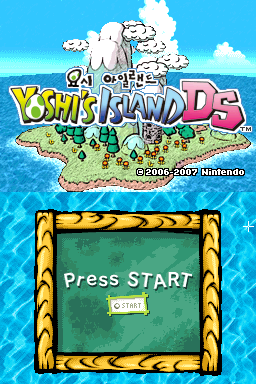 요시 아일랜드
YOSHI'S ISLAND DS
TM
© 2006-2007 Nintendo
Press START
START